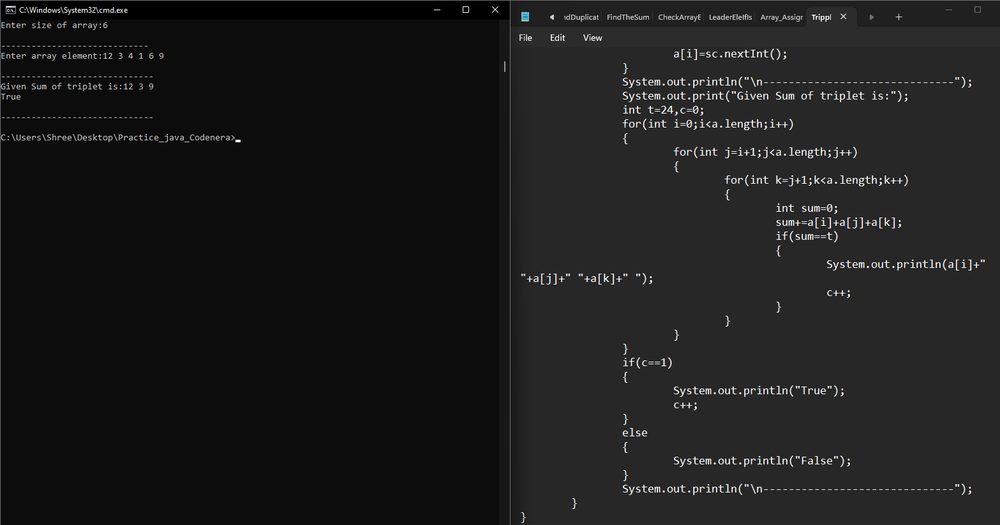 C:\Windows\System32\cmd.exe
Enter size of array:6
-----------------------------
Enter array element:12 3 4 1 6 9
------------------------------
Given Sum of triplet is:12 3 9
True
------------------------------
C:\Users\Shree\Desktop\Practice_java_Codenera>
ndDuplicat FindTheSum CheckArrayE LeaderEleIfIs Array_Assigr Trippl
File Edit View
a[i]=sc.nextInt();
}
System.out.println("\n------------------------------");
System.out.print("Given Sum of triplet is:");
int t=24,c=0;
for(int i=0;i<a.length;i++)
{
for(int j=i+1;j<a.length;j++)
{
for(int k=j+1;k<a.length;k++)
{
int sum=0;
sum+=a[i]+a[j]+a[k];
if(sum==t)
{
System.out.println(a[i]+"
"+a[j]+" "+a[k]+" ");
c++;
}
}
}
}
if(c==1)
{
System.out.println("True");
c++;
}
else
{
System.out.println("False");
}
System.out.println("\n------------------------------");
}
}